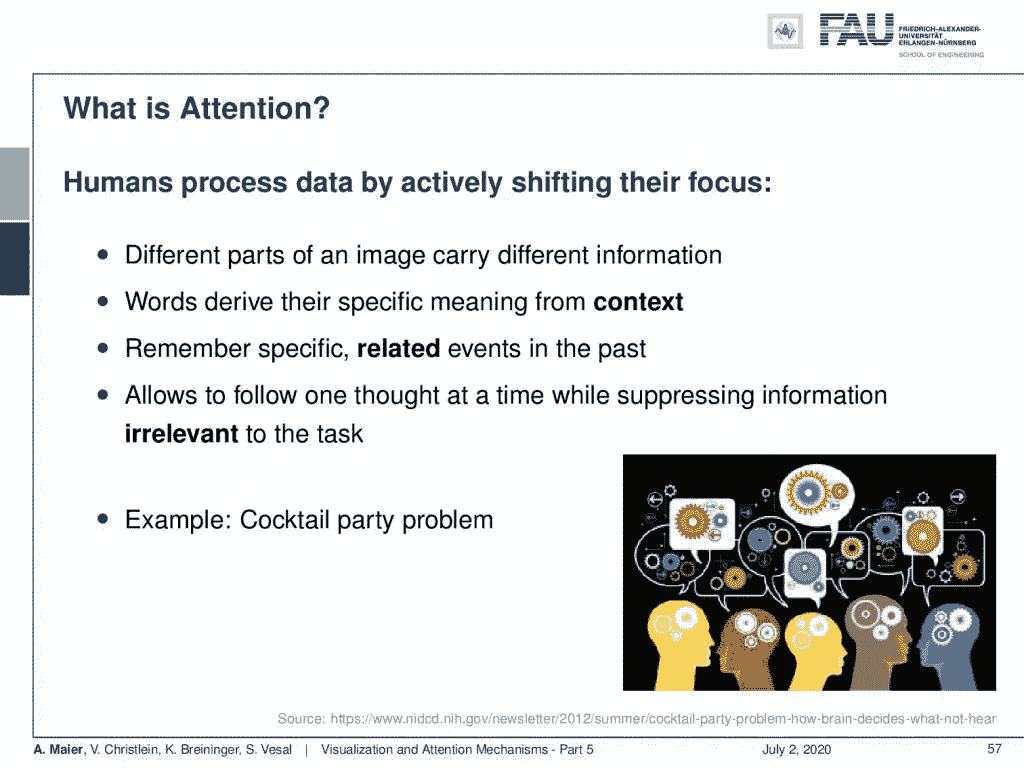 FAU
FRIEDRICH-ALEXANDER-
UNIVERSITÄT
ERLANGEN-NÜRNBERG
SCHOOL OF ENGINEERING
What is Attention?
Humans process data by actively shifting their focus:
• Different parts of an image carry different information
• Words derive their specific meaning from context
• Remember specific, related events in the past
• Allows to follow one thought at a time while suppressing information
irrelevant to the task
• Example: Cocktail party problem
Source: https://www.nidcd.nih.gov/newsletter/2012/summer/cocktail-party-problem-how-brain-decides-what-not-hear
A. Maier, V. Christlein, K. Breininger, S. Vesal | Visualization and Attention Mechanisms - Part 5 July 2, 2020 57